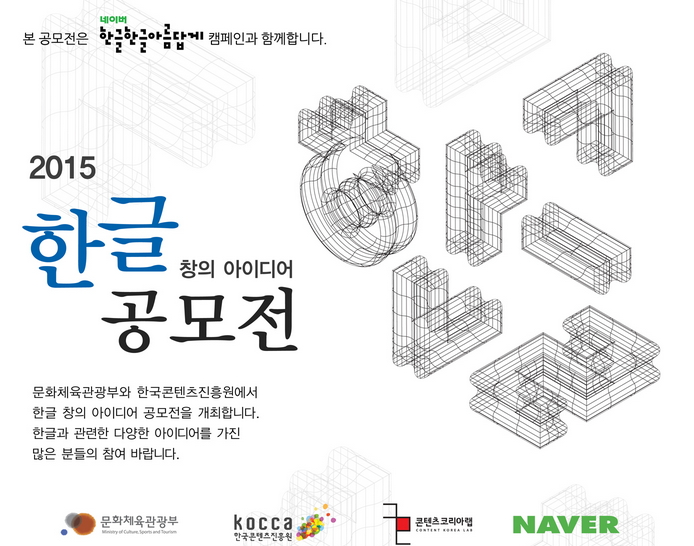 네이버
본 공모전은 한글한글아름답게 캠페인과 함께합니다.
2015
한글
창의 아이디어
공모전
문화체육관광부와 한국콘텐츠진흥원에서
한글 창의 아이디어 공모전을 개최합니다.
한글과 관련한 다양한 아이디어를 가진
많은 분들의 참여 바랍니다.
문화체육관광부
Ministry of Culture, Sports and Tourism
kocca
한국콘텐츠진흥원
콘텐츠코리아랩
CONTENT KOREA LAB
NAVER
한글